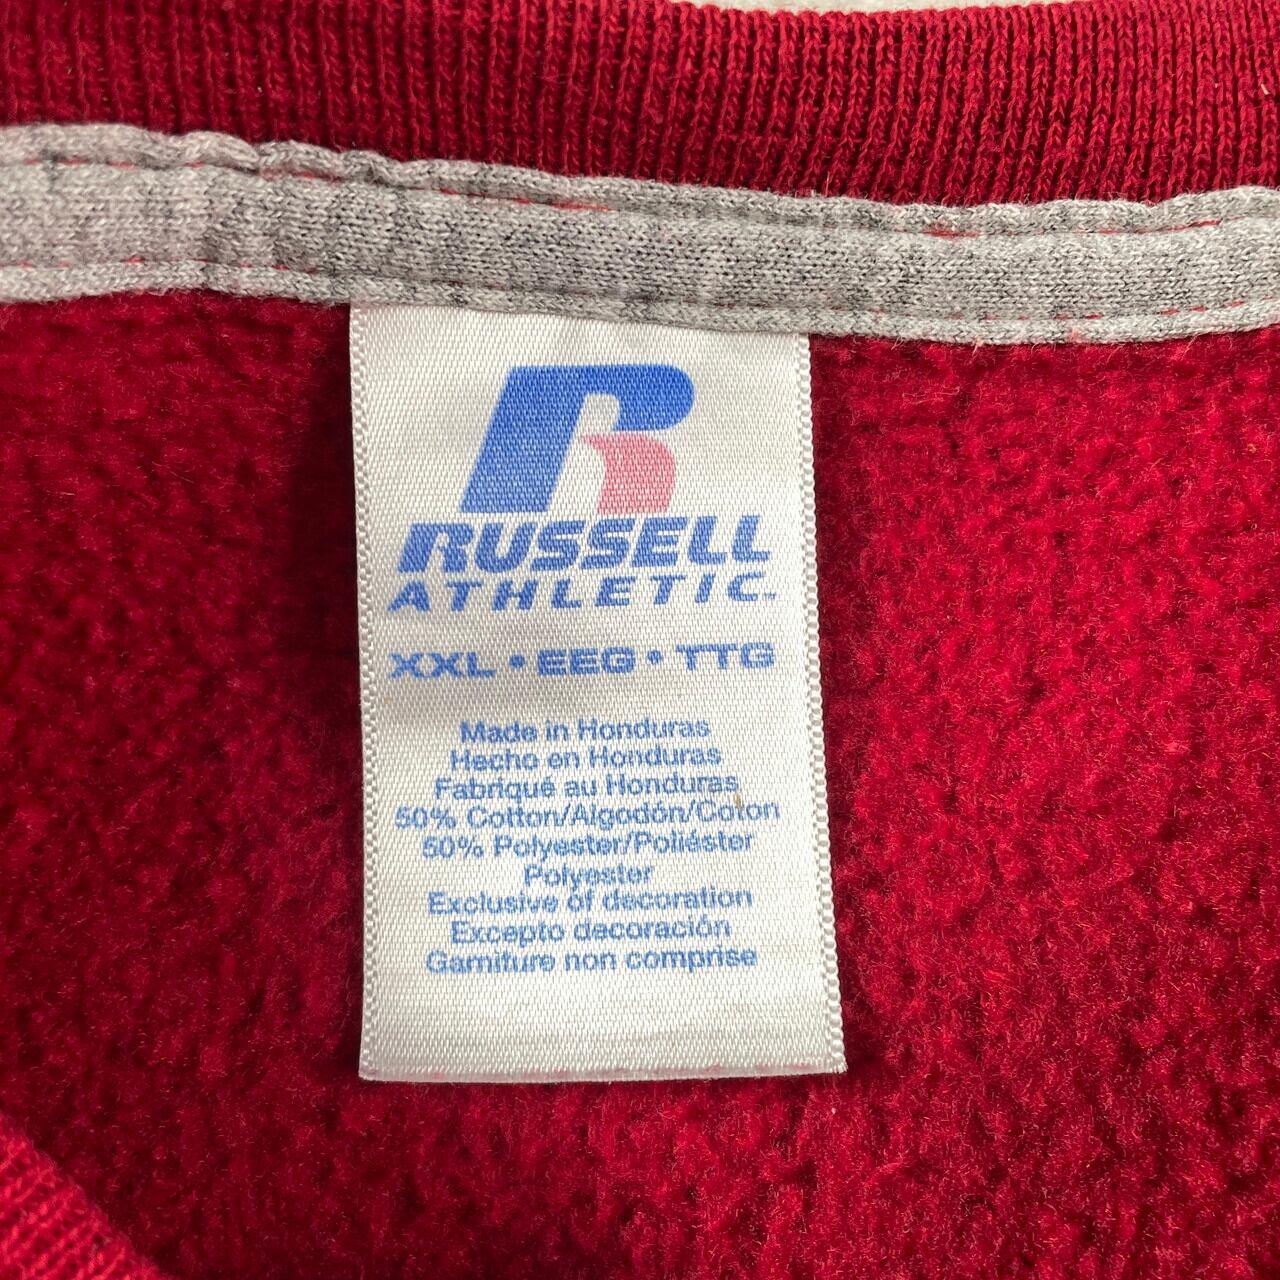 R
RUSSELL
ATHLETIC
XXL • EEG • TTG
Made in Honduras
Hecho en Honduras
Fabriqué au Honduras
50% Cotton/Algodón/Coton
50% Polyester/Poliéster
Polyester
Exclusive of decoration
Excepto decoración
Garniture non comprise